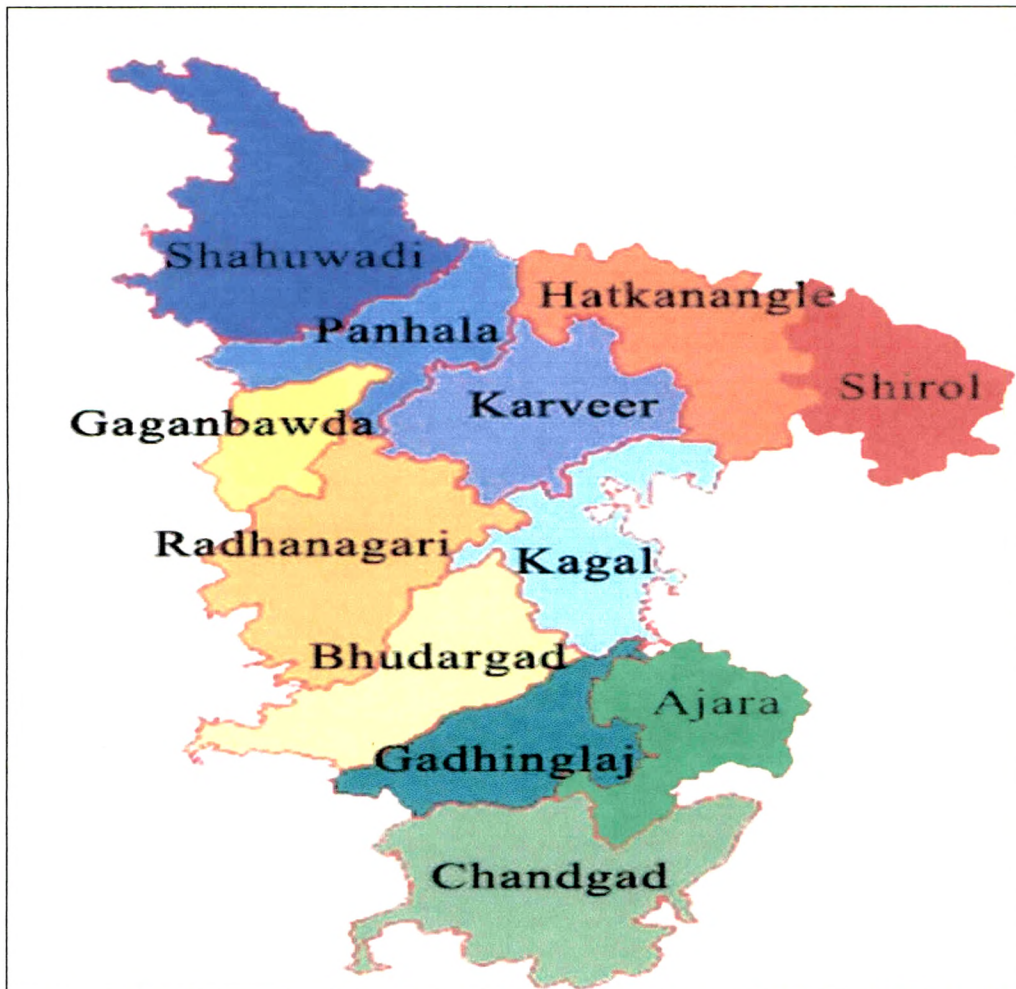 Shahuwadi
Hatkanangle
Panhala
Shirol
Karveer
Gaganbawda
Radhanagari
Kagal
Bhudargad
Ajara
Gadhinglaj
Chandgad